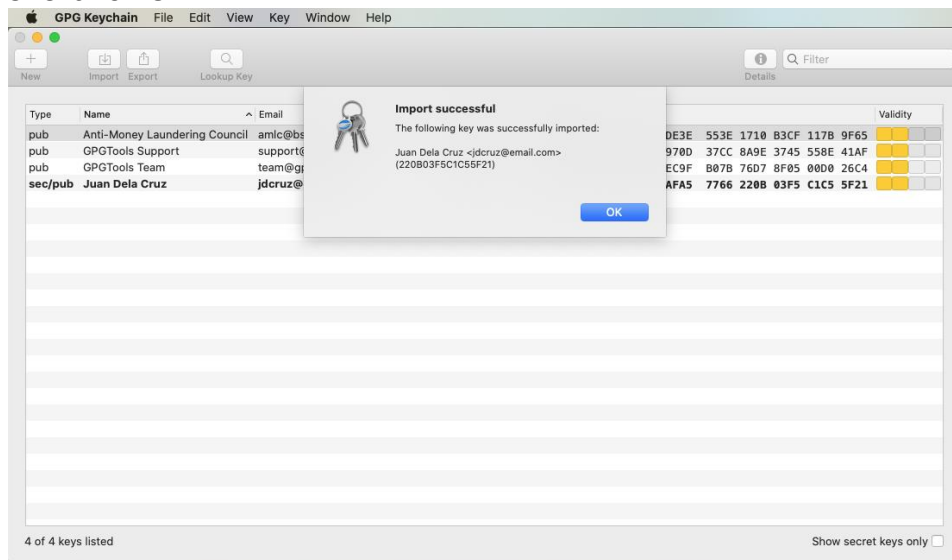 GPG Keychain File Edit View Key Window Help
New Import Export Lookup Key Details
Filter
Type Name Email Validity
pub Anti-Money Laundering Council amlc@bs DE3E 553E 1710 B3CF 117B 9F65
pub GPGTools Support support@ 970D 37CC 8A9E 3745 558E 41AF
pub GPGTools Team team@gp EC9F B07B 76D7 8F05 00D0 26C4
sec/pub Juan Dela Cruz jdcruz@ AFA5 7766 220B 03F5 C1C5 5F21
Import successful
The following key was successfully imported:
Juan Dela Cruz <jdcruz@email.com>
(220B03F5C1C55F21)
OK
4 of 4 keys listed Show secret keys only